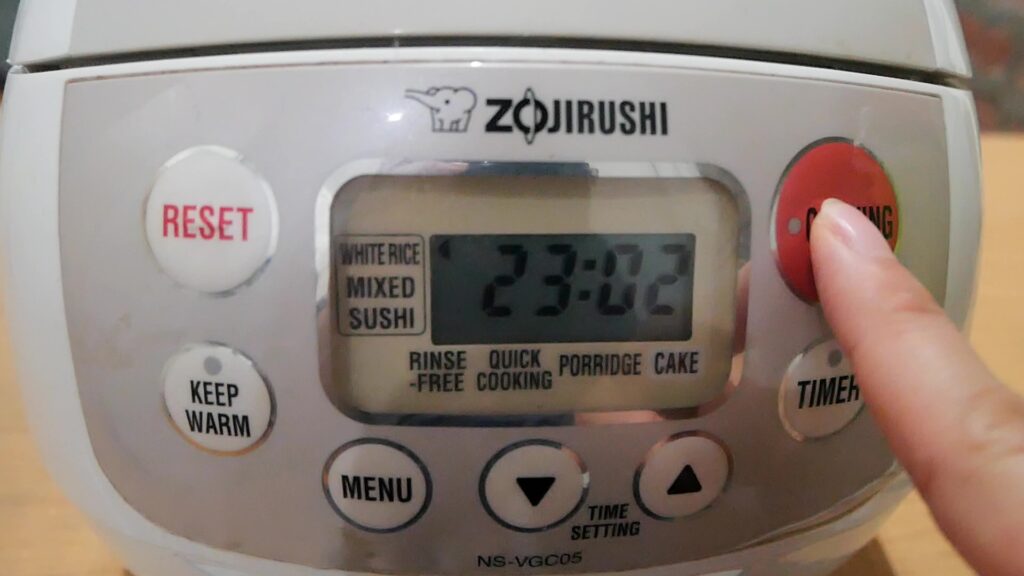 ZOJIRUSHI
RESET
WHITE RICE
MIXED
SUSHI
23:02
RINSE
-FREE
QUICK
COOKING
PORRIDGE
CAKE
KEEP
WARM
TIMER
MENU
TIME
SETTING
NS-VGC05